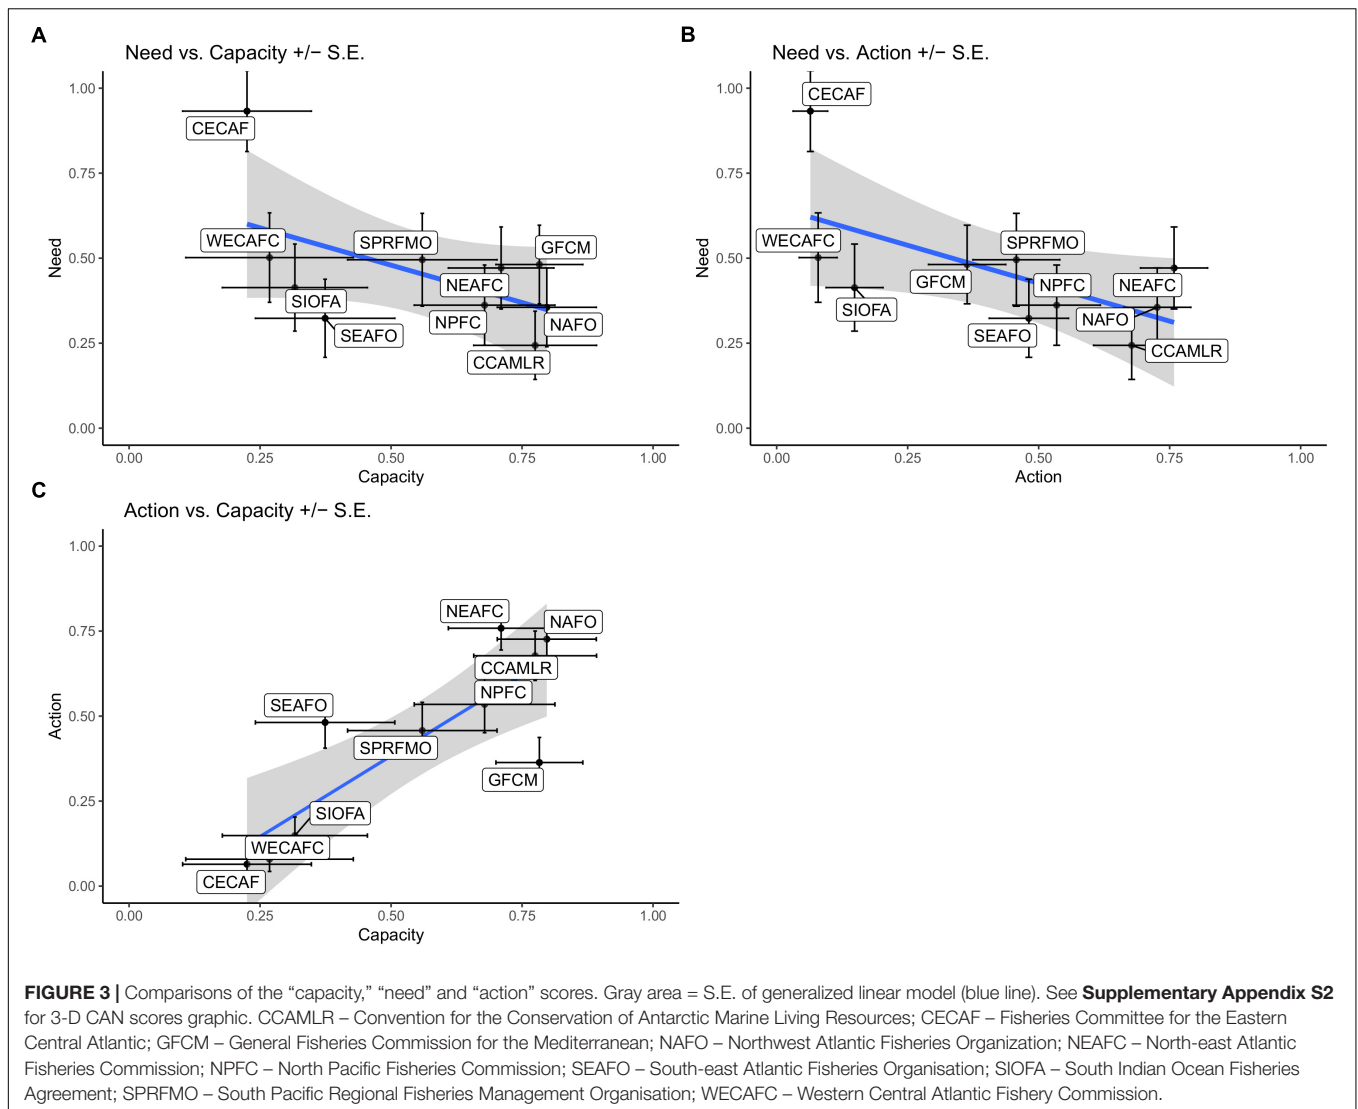 A
Need vs. Capacity +/− S.E.
1.00
0.75
0.50
0.25
0.00
Need
CECAF
WECAFC
SPRFMO
GFCM
NEAFC
SIOFA
NPFC
NAFO
SEAFO
CCAMLR
0.00 0.25 0.50 0.75 1.00
Capacity
B
Need vs. Action +/− S.E.
1.00
0.75
0.50
0.25
0.00
Need
CECAF
WECAFC
SPRFMO
GFCM
NPFC
NEAFC
SIOFA
NAFO
SEAFO
CCAMLR
0.00 0.25 0.50 0.75 1.00
Action
C
Action vs. Capacity +/− S.E.
1.00
0.75
0.50
0.25
0.00
Action
NEAFC
NAFO
CCAMLR
NPFC
SEAFO
SPRFMO
GFCM
SIOFA
WECAFC
CECAF
0.00 0.25 0.50 0.75 1.00
Capacity
FIGURE 3 | Comparisons of the “capacity,” “need” and “action” scores. Gray area = S.E. of generalized linear model (blue line). See Supplementary Appendix S2
for 3-D CAN scores graphic. CCAMLR – Convention for the Conservation of Antarctic Marine Living Resources; CECAF – Fisheries Committee for the Eastern
Central Atlantic; GFCM – General Fisheries Commission for the Mediterranean; NAFO – Northwest Atlantic Fisheries Organization; NEAFC – North-east Atlantic
Fisheries Commission; NPFC – North Pacific Fisheries Commission; SEAFO – South-east Atlantic Fisheries Organisation; SIOFA – South Indian Ocean Fisheries
Agreement; SPRFMO – South Pacific Regional Fisheries Management Organisation; WECAFC – Western Central Atlantic Fishery Commission.